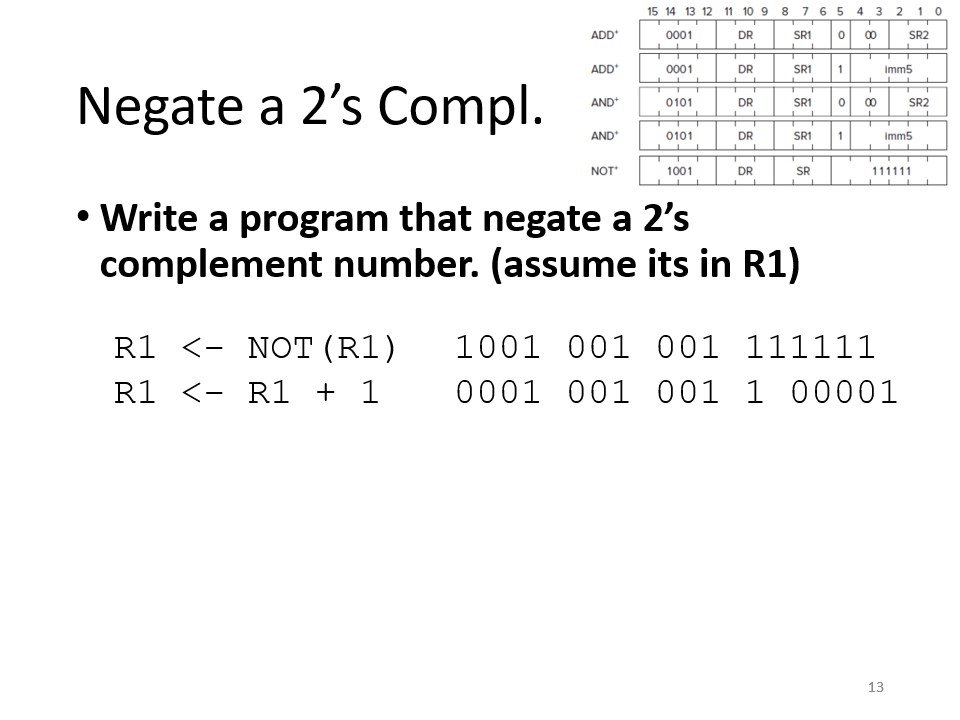 15 14 13 12 11 10 9 8 7 6 5 4 3 2 1 0
ADD+ 0001 DR SR1 0 00 SR2
ADD+ 0001 DR SR1 1 imm5
AND+ 0101 DR SR1 0 00 SR2
AND+ 0101 DR SR1 1 imm5
NOT+ 1001 DR SR 111111
Negate a 2’s Compl.
• Write a program that negate a 2’s
complement number. (assume its in R1)
R1 <- NOT(R1) 1001 001 001 111111
R1 <- R1 + 1 0001 001 001 1 00001
13